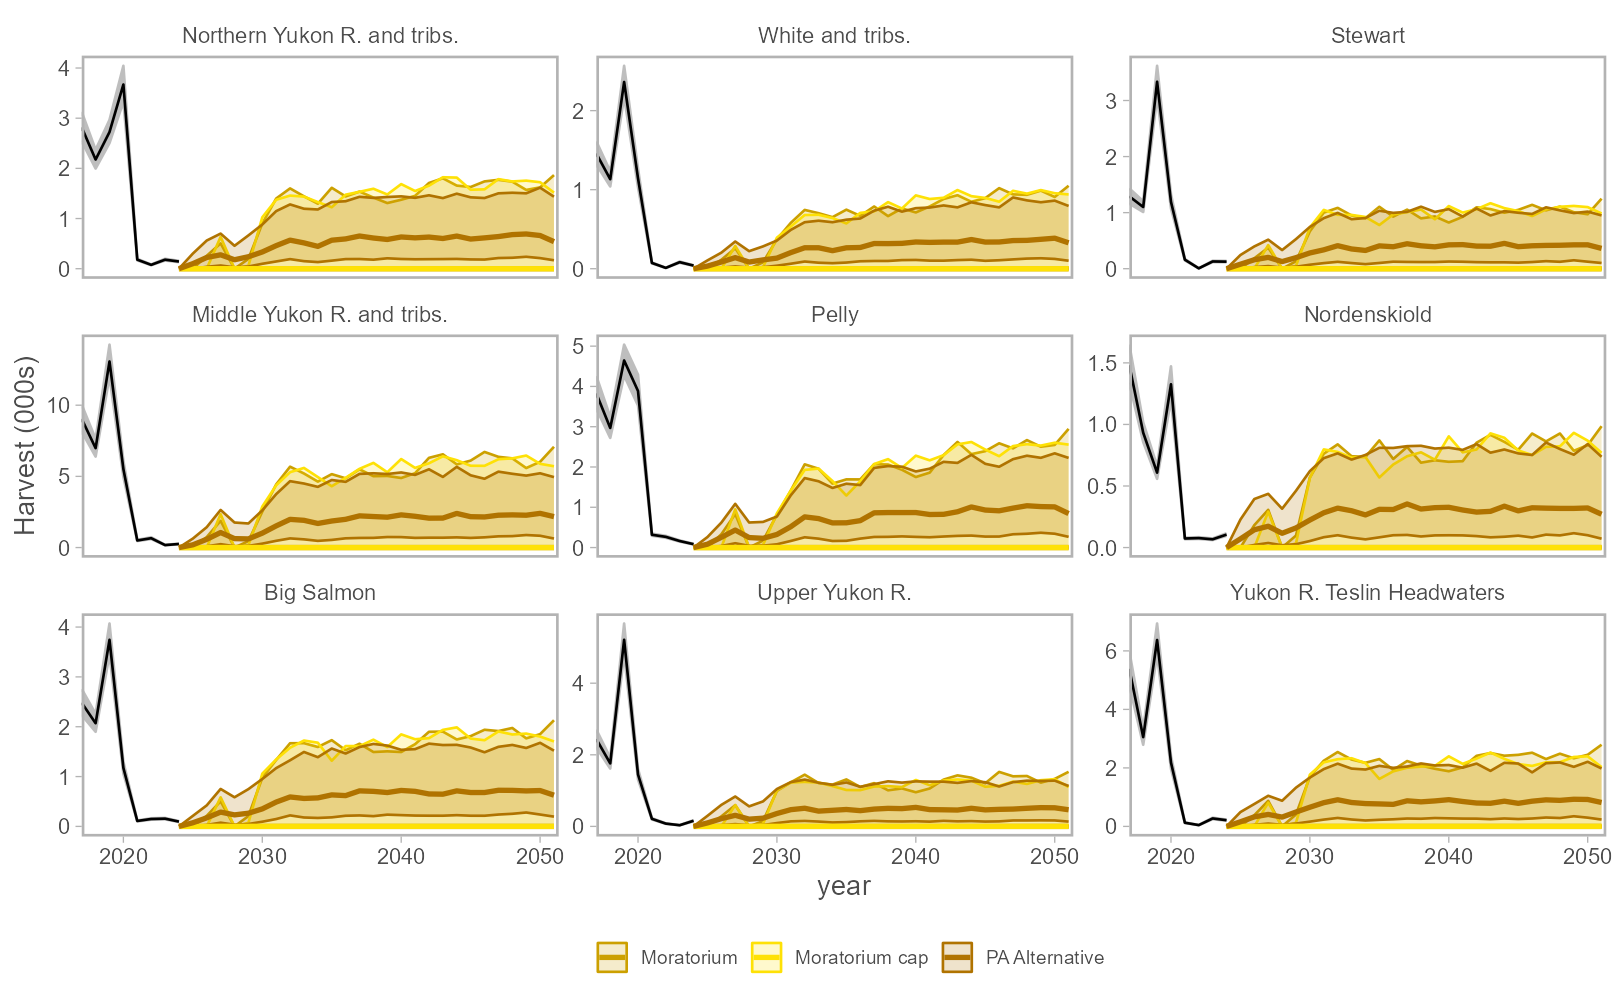 Northern Yukon R. and tribs.
White and tribs.
Stewart
4
3
2
1
0
2
1
0
3
2
1
0
Middle Yukon R. and tribs.
Pelly
Nordenskiold
Harvest (000s)
10
5
0
5
4
3
2
1
0
1.5
1.0
0.5
0.0
Big Salmon
Upper Yukon R.
Yukon R. Teslin Headwaters
4
3
2
1
0
4
2
0
6
4
2
0
2020 2030 2040 2050
2020 2030 2040 2050
2020 2030 2040 2050
year
Moratorium Moratorium cap PA Alternative